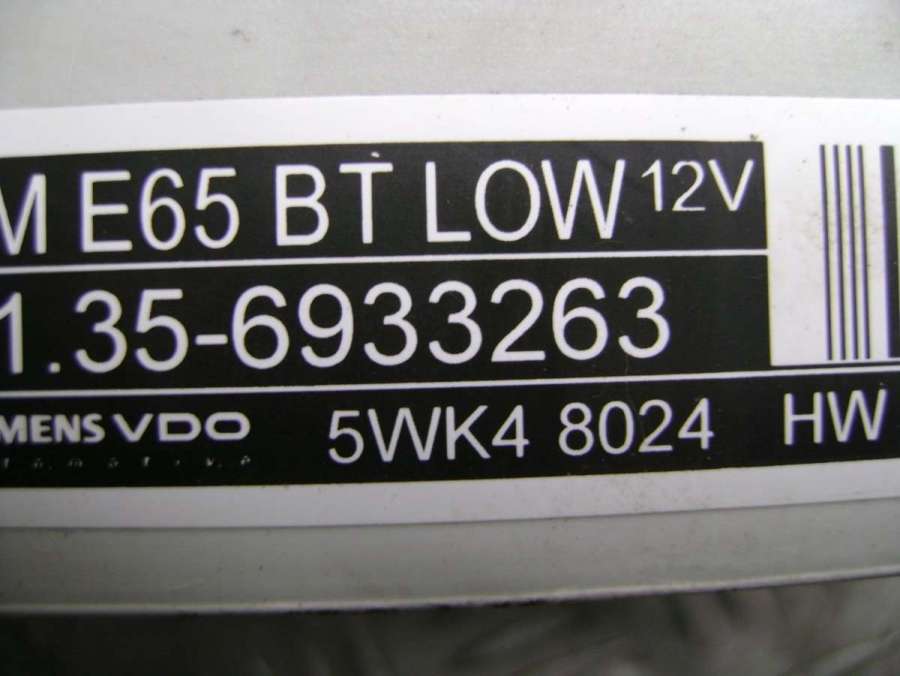 M E65 BT LOW 12V
1.35-6933263
MENS VDO 5WK4 8024 HW